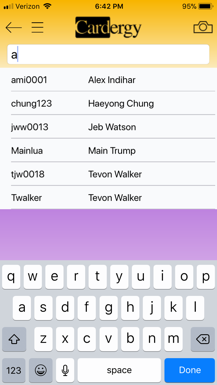 Verizon 6:42 PM 95%
Cardergy
a
ami0001 Alex Indihar
chung123 Haeyong Chung
jww0013 Jeb Watson
Mainlua Main Trump
tjw0018 Tevon Walker
Twalker Tevon Walker
q w e r t y u i o p
a s d f g h j k l
z x c v b n m
123 space Done